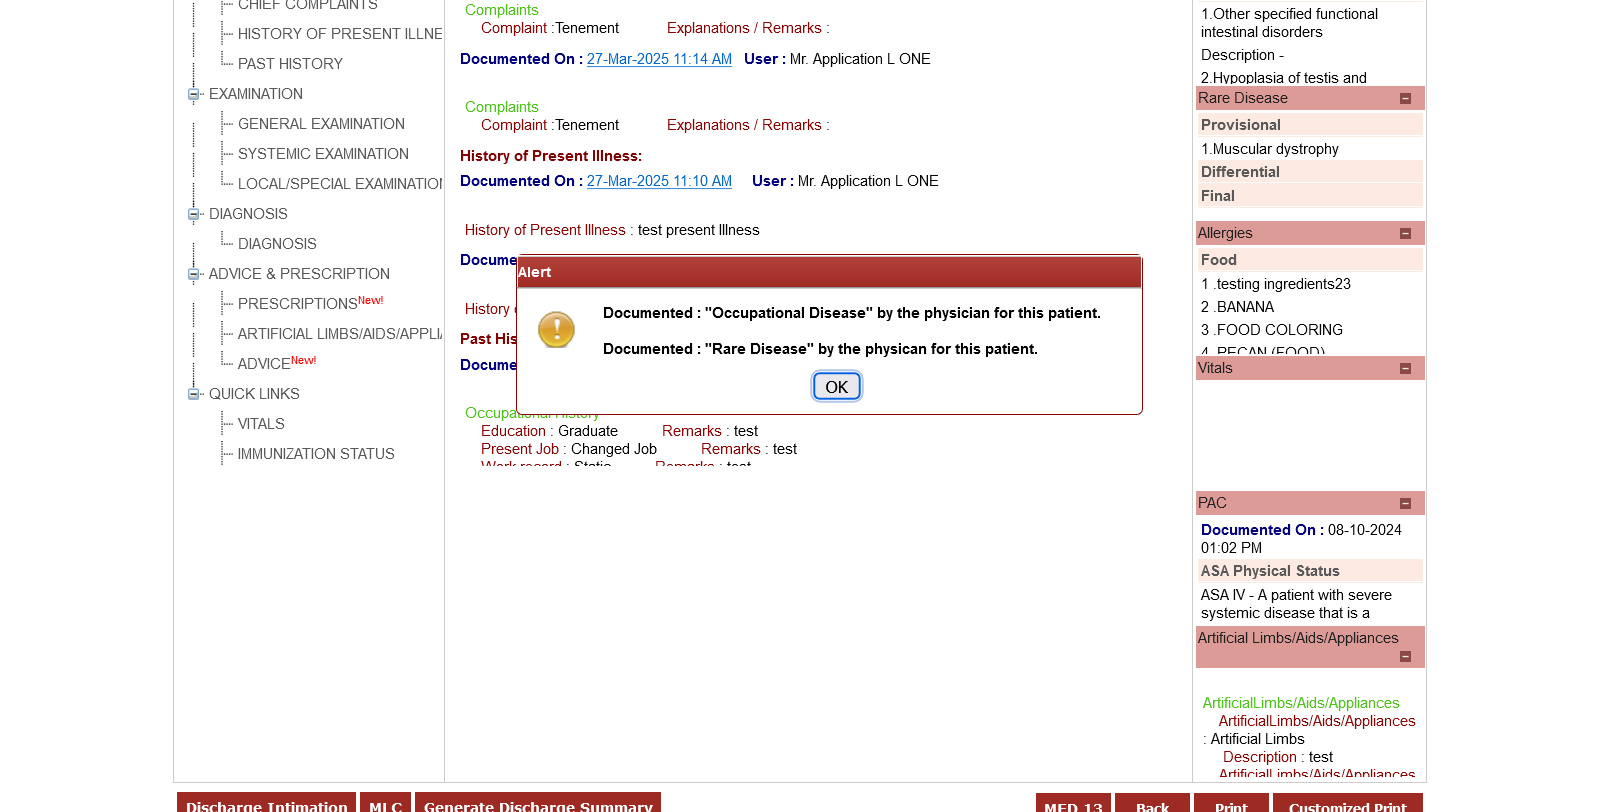 CHIEF COMPLAINTS
HISTORY OF PRESENT ILLNE
PAST HISTORY
EXAMINATION
GENERAL EXAMINATION
SYSTEMIC EXAMINATION
LOCAL/SPECIAL EXAMINATION
DIAGNOSIS
DIAGNOSIS
ADVICE & PRESCRIPTION
PRESCRIPTIONSNew!
ARTIFICIAL LIMBS/AIDS/APPLI
ADVICENew!
QUICK LINKS
VITALS
IMMUNIZATION STATUS
Complaints
Complaint :Tenement Explanations / Remarks :
Documented On : 27-Mar-2025 11:14 AM User : Mr. Application L ONE
Complaints
Complaint :Tenement Explanations / Remarks :
History of Present Illness:
Documented On : 27-Mar-2025 11:10 AM User : Mr. Application L ONE
History of Present Illness : test present Illness
Docume
History
Past His
Docume
Alert
Documented : "Occupational Disease" by the physician for this patient.
Documented : "Rare Disease" by the physican for this patient.
OK
Occupational History
Education : Graduate Remarks : test
Present Job : Changed Job Remarks : test
Work record : Static Remarks : test
1.Other specified functional
intestinal disorders
Description -
2.Hypoplasia of testis and
Rare Disease
Provisional
1.Muscular dystrophy
Differential
Final
Allergies
Food
1 .testing ingredients23
2 .BANANA
3 .FOOD COLORING
4 .PECAN (FOOD)
Vitals
PAC
Documented On : 08-10-2024
01:02 PM
ASA Physical Status
ASA IV - A patient with severe
systemic disease that is a
Artificial Limbs/Aids/Appliances
ArtificialLimbs/Aids/Appliances
ArtificialLimbs/Aids/Appliances
: Artificial Limbs
Description : test
ArtificialLimbs/Aids/Appliances
Discharge Intimation MLC Generate Discharge Summary MED 13 Back Print Customized Print